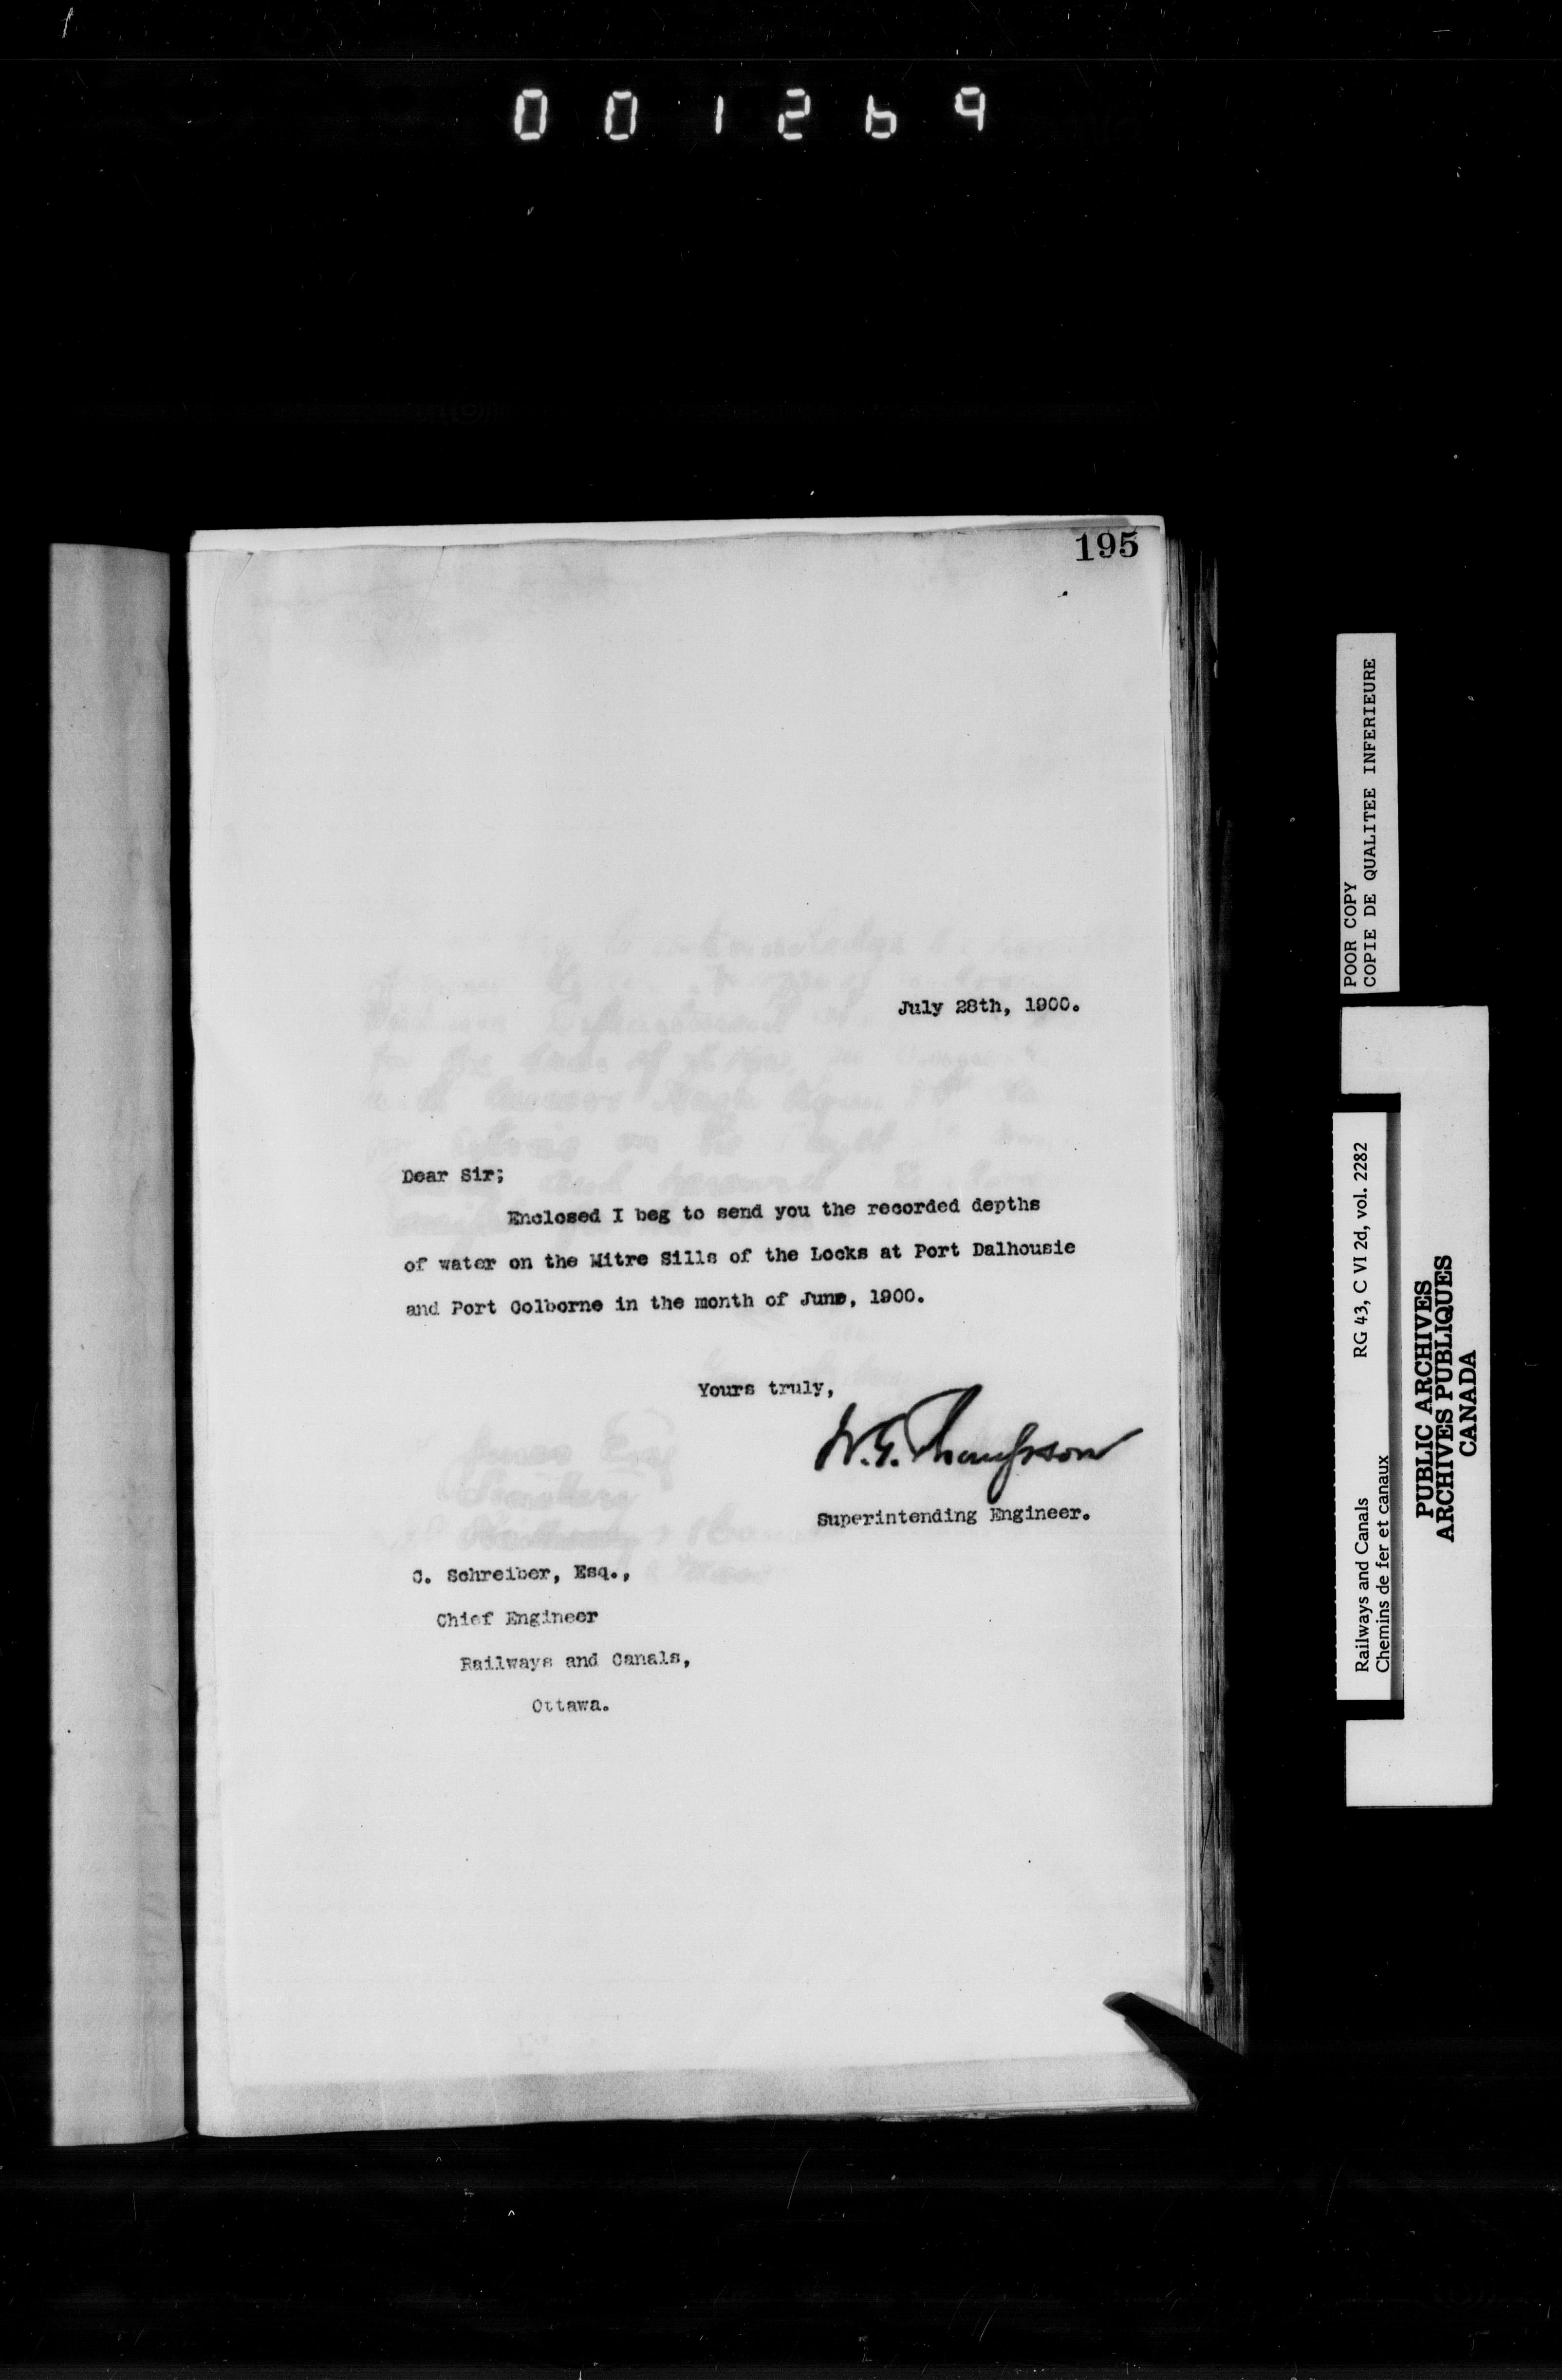 001269
195
July 28th, 1900.
Dear Sir;
Enclosed I beg to send you the recorded depths
of water on the Mitre Sills of the Locks at Port Dalhousie
and Port Colborne in the month of June, 1900.
Yours truly,
W.G. Thompson
Superintending Engineer.
C. Schreiber, Esq.,
Chief Engineer
Railways and Canals,
Ottawa.
POOR COPY
COPIE DE QUALITEE INFERIEURE
Railways and Canals RG 43, C VI 2d, vol. 2282
Chemins de fer et canaux
PUBLIC ARCHIVES
ARCHIVES PUBLIQUES
CANADA